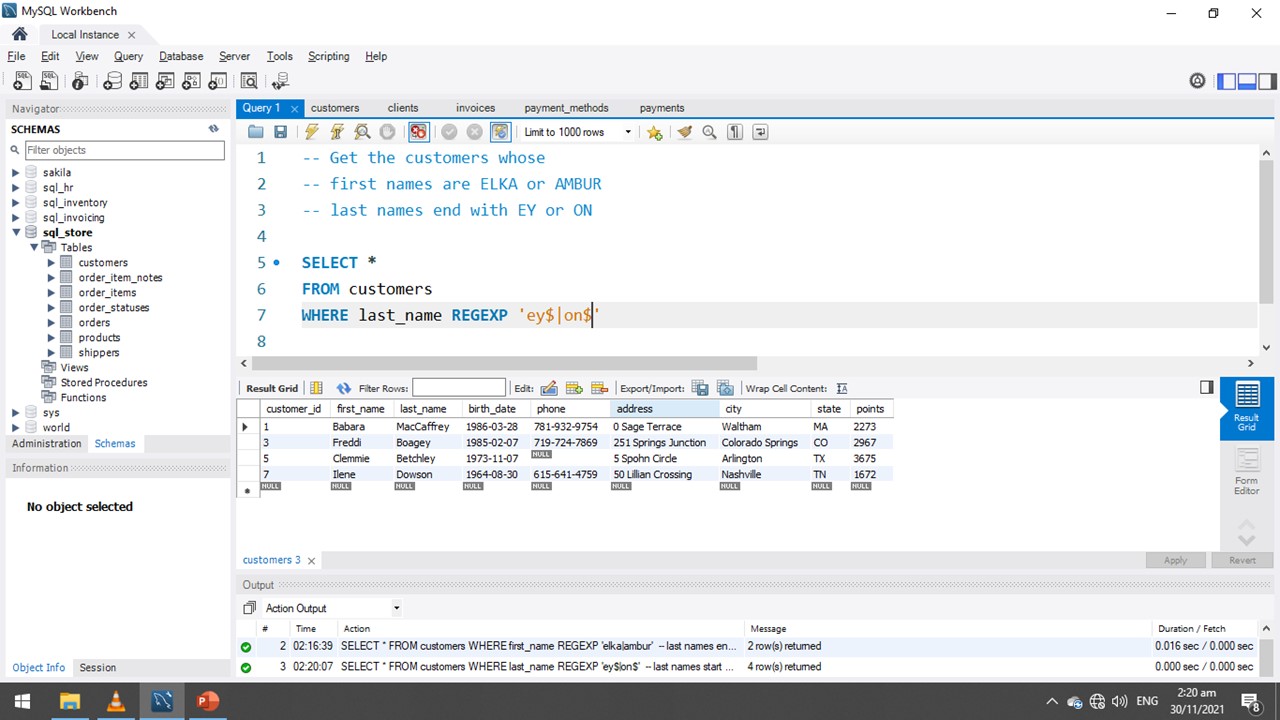 MySQL Workbench
Local Instance
File Edit View Query Database Server Tools Scripting Help
Navigator
SCHEMAS
Filter objects
sakila
sql_hr
sql_inventory
sql_invoicing
sql_store
Tables
customers
order_item_notes
order_items
order_statuses
orders
products
shippers
Views
Stored Procedures
Functions
sys
world
Administration Schemas
Information
No object selected
Object Info Session
Query 1 customers clients invoices payment_methods payments
Limit to 1000 rows
1 -- Get the customers whose
2 -- first names are ELKA or AMBUR
3 -- last names end with EY or ON
4
5 SELECT *
6 FROM customers
7 WHERE last_name REGEXP 'ey$|on$'
8
Result Grid Filter Rows: Edit: Export/Import: Wrap Cell Content:
customer_id first_name last_name birth_date phone address city state points
1 Babara MacCaffrey 1986-03-28 781-932-9754 0 Sage Terrace Waltham MA 2273
3 Freddi Boagey 1985-02-07 719-724-7869 251 Springs Junction Colorado Springs CO 2967
5 Clemmie Betchley 1973-11-07 NULL 5 Spohn Circle Arlington TX 3675
7 Ilene Dowson 1964-08-30 615-641-4759 50 Lillian Crossing Nashville TN 1672
NULL NULL NULL NULL NULL NULL NULL NULL NULL
Result Grid
Form Editor
customers 3
Apply Revert
Output
Action Output
# Time Action Message Duration / Fetch
2 02:16:39 SELECT * FROM customers WHERE first_name REGEXP 'elka|ambur' -- last names en... 2 row(s) returned 0.016 sec / 0.000 sec
3 02:20:07 SELECT * FROM customers WHERE last_name REGEXP 'ey$|on$' -- last names start ... 4 row(s) returned 0.000 sec / 0.000 sec
ENG
2:20 am
30/11/2021
8